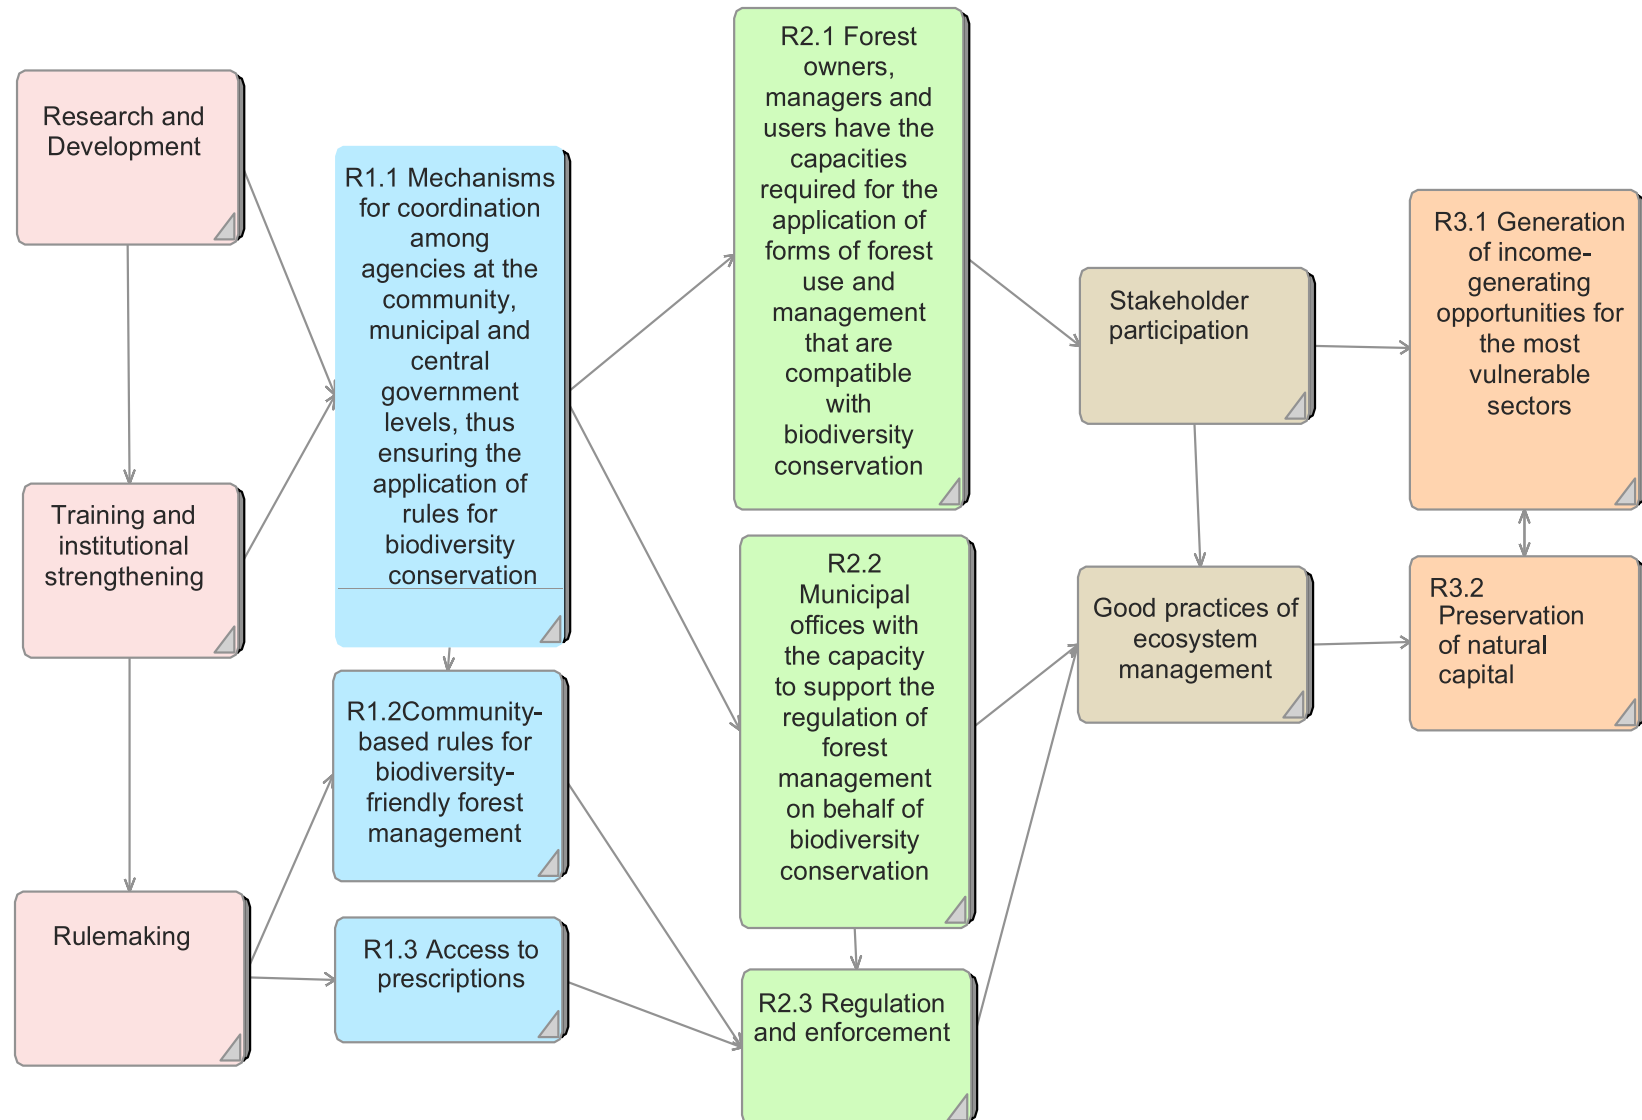 Research and
Development
Training and
institutional
strengthening
Rulemaking
R1.1 Mechanisms
for coordination
among
agencies at the
community,
municipal and
central
government
levels, thus
ensuring the
application of
rules for
biodiversity
conservation
R1.2Community-
based rules for
biodiversity-
friendly forest
management
R1.3 Access to
prescriptions
R2.1 Forest
owners,
managers and
users have the
capacities
required for the
application of
forms of forest
use and
management
that are
compatible
with
biodiversity
conservation
R2.2
Municipal
offices with
the capacity
to support the
regulation of
forest
management
on behalf of
biodiversity
conservation
R2.3 Regulation
and enforcement
Stakeholder
participation
Good practices of
ecosystem
management
R3.1 Generation
of income-
generating
opportunities for
the most
vulnerable
sectors
R3.2
Preservation
of natural
capital